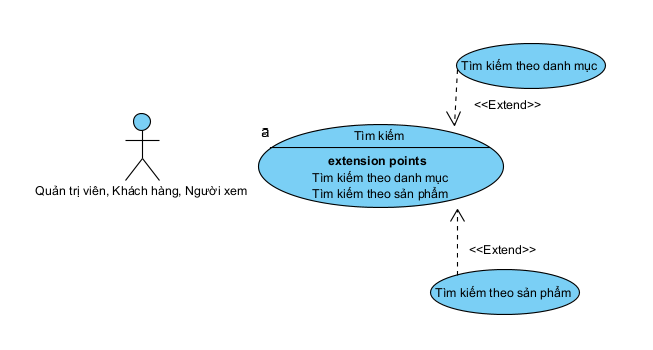 Tìm kiếm theo danh mục
<<Extend>>
a
Tìm kiếm
extension points
Tìm kiếm theo danh mục
Tìm kiếm theo sản phẩm
Quản trị viên, Khách hàng, Người xem
<<Extend>>
Tìm kiếm theo sản phẩm